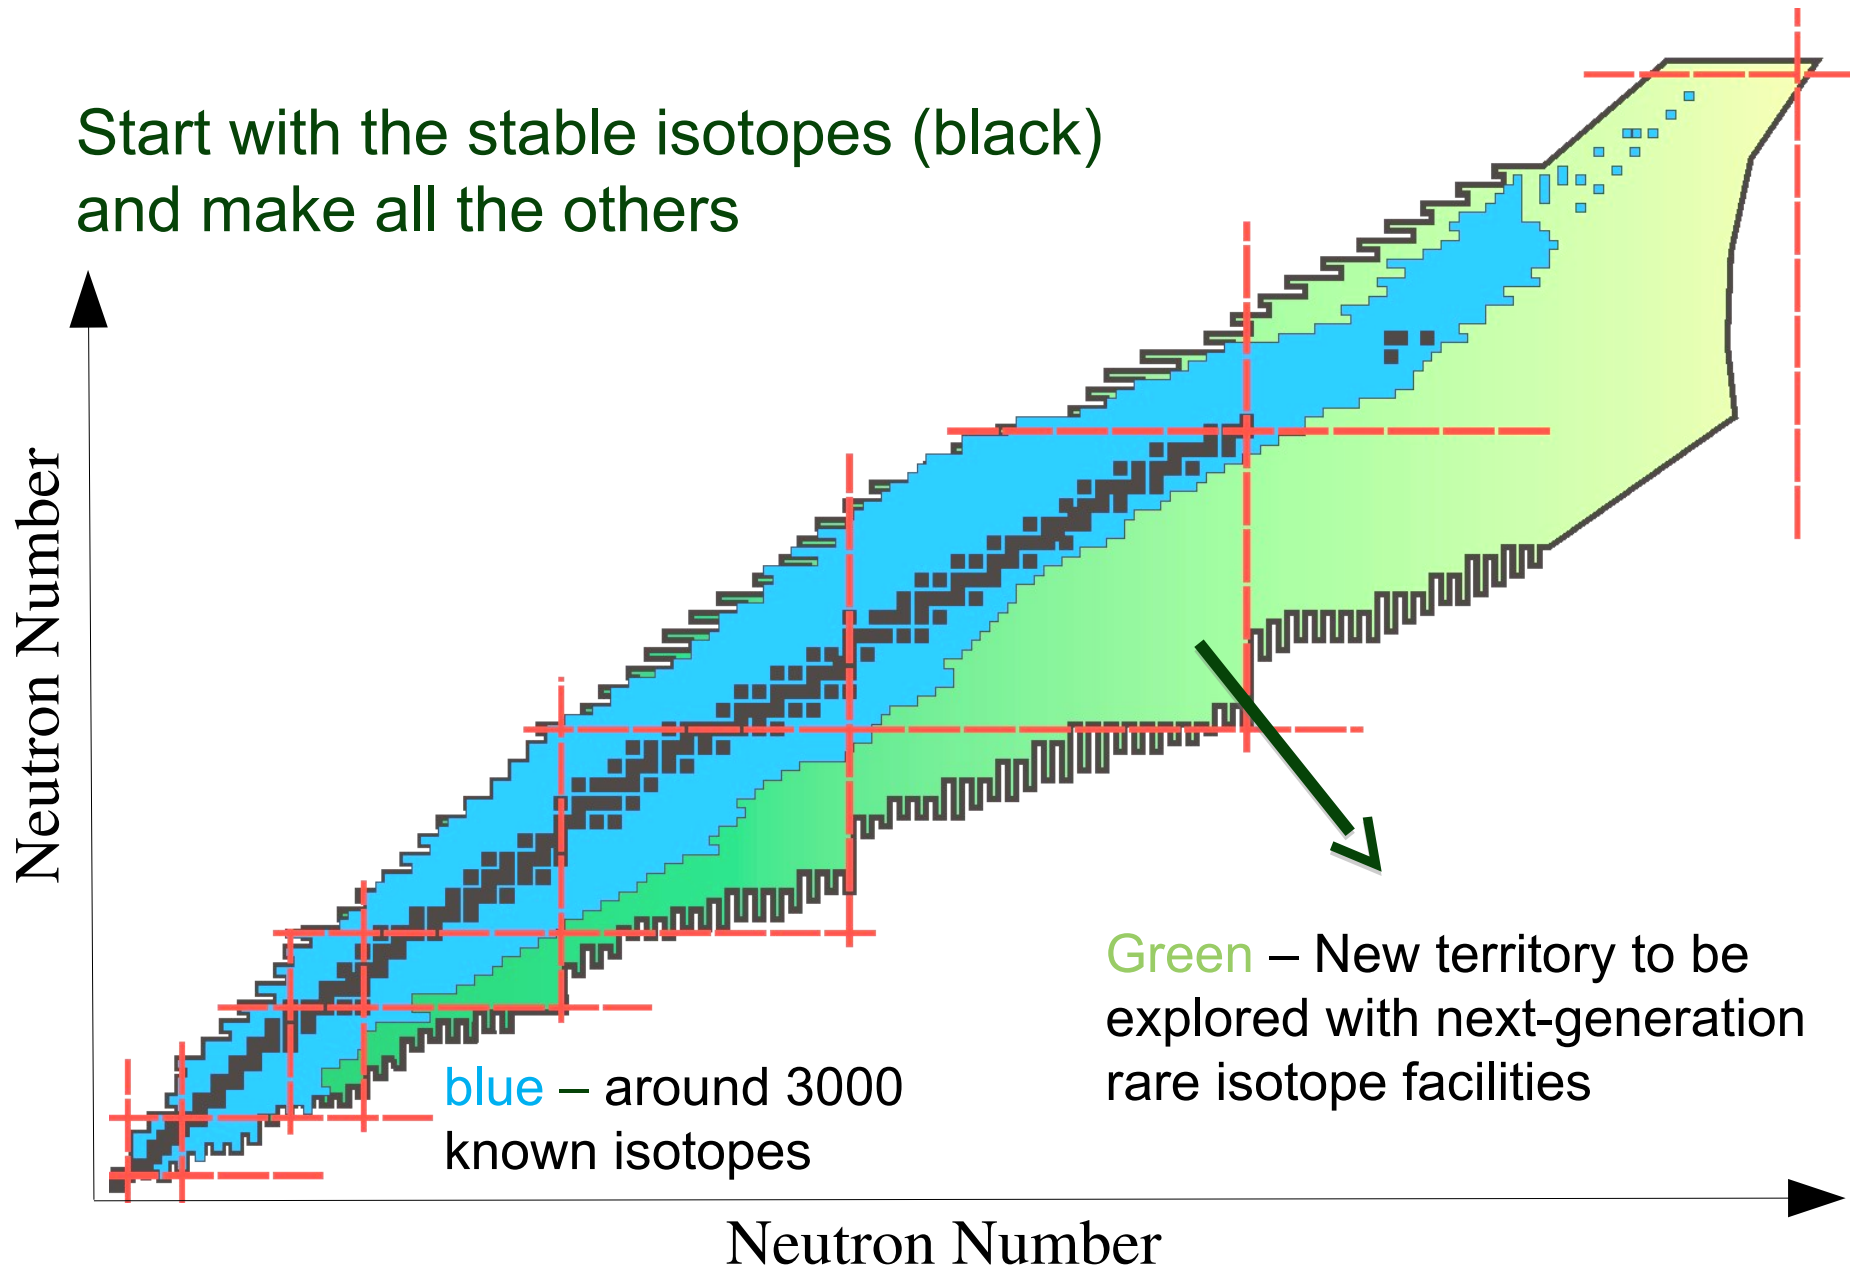 Start with the stable isotopes (black)
and make all the others
Neutron Number
Green – New territory to be
explored with next-generation
rare isotope facilities
blue – around 3000
known isotopes
Neutron Number